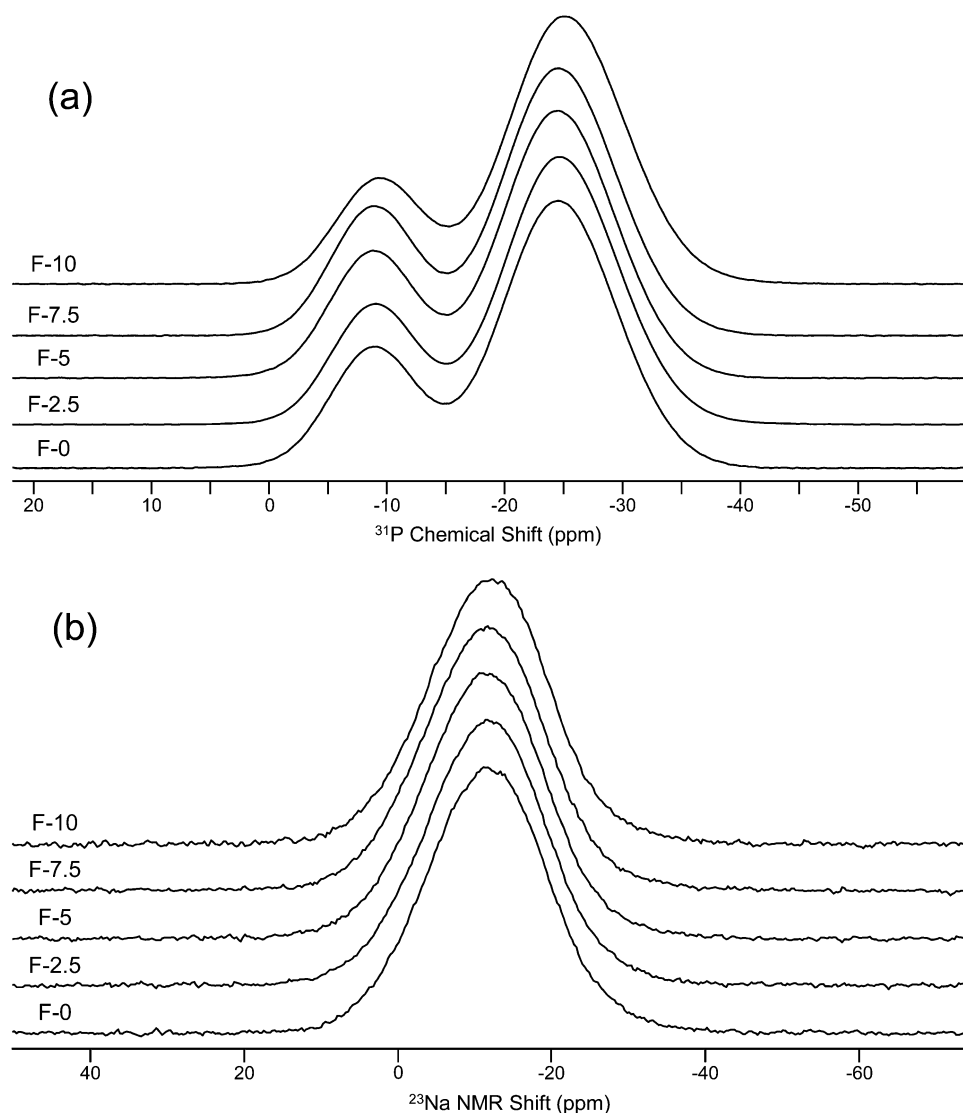 (a)
F-10
F-7.5
F-5
F-2.5
F-0
20 10 0 -10 -20 -30 -40 -50
³¹P Chemical Shift (ppm)
(b)
F-10
F-7.5
F-5
F-2.5
F-0
40 20 0 -20 -40 -60
²³Na NMR Shift (ppm)